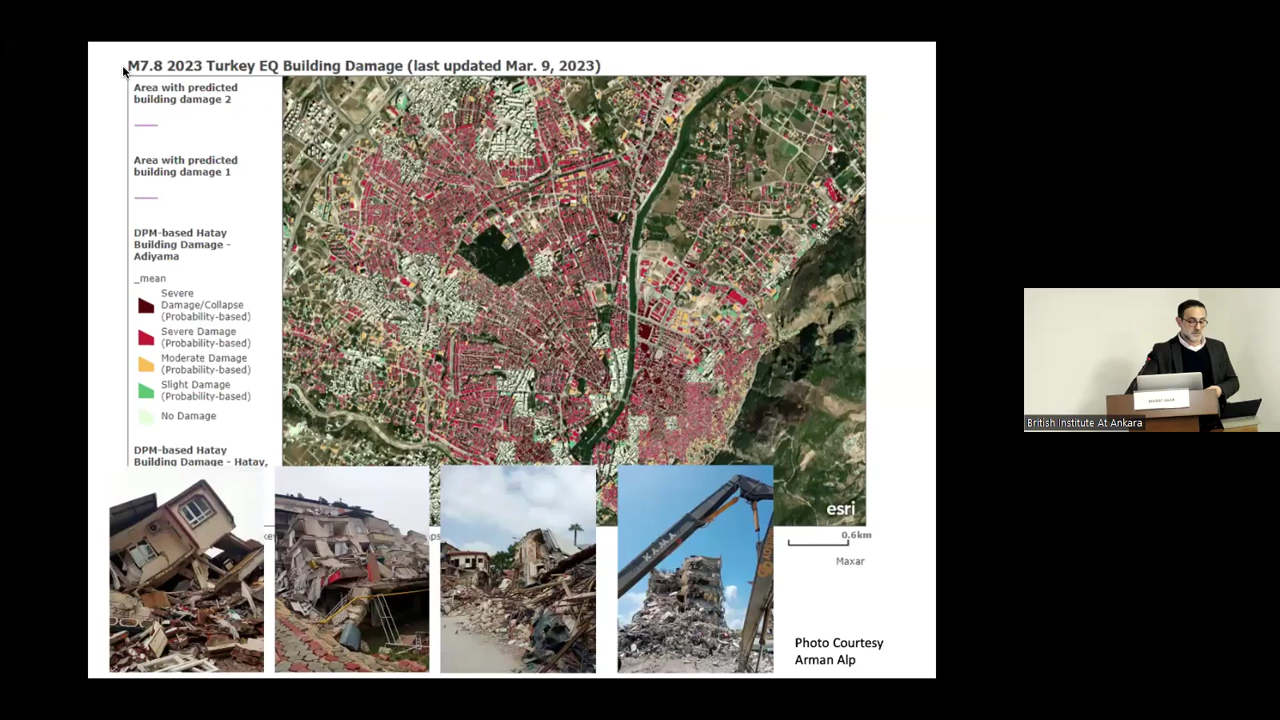 M7.8 2023 Turkey EQ Building Damage (last updated Mar. 9, 2023)
Area with predicted
building damage 2
Area with predicted
building damage 1
DPM-based Hatay
Building Damage -
Adiyama
_mean
Severe
Damage/Collapse
(Probability-based)
Severe Damage
(Probability-based)
Moderate Damage
(Probability-based)
Slight Damage
(Probability-based)
No Damage
DPM-based Hatay
Building Damage - Hatay,
esri
0.6km
Maxar
Photo Courtesy
Arman Alp
British Institute At Ankara